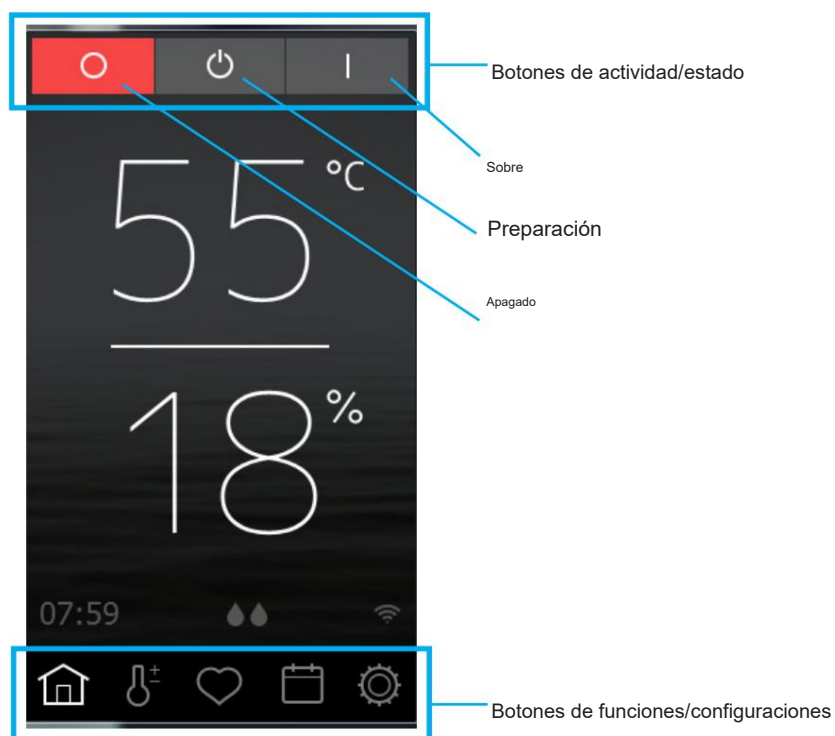 Botones de actividad/estado
Sobre
55 °C
Preparación
Apagado
18 %
07:59
Botones de funciones/configuraciones